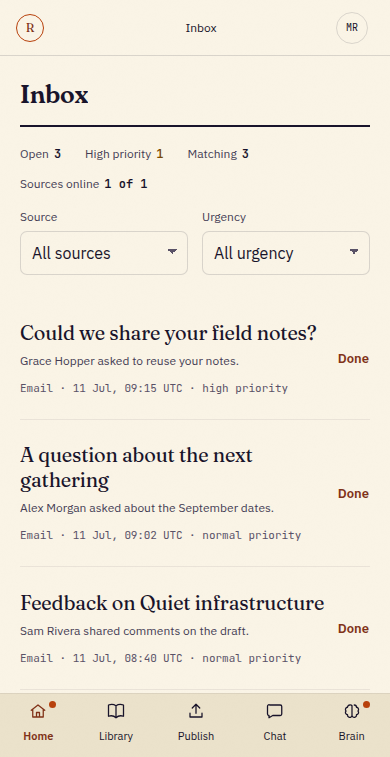 R
Inbox
MR
Inbox
Open 3 High priority 1 Matching 3
Sources online 1 of 1
Source Urgency
All sources All urgency
Could we share your field notes?
Grace Hopper asked to reuse your notes.
Done
Email · 11 Jul, 09:15 UTC · high priority
A question about the next
gathering
Done
Alex Morgan asked about the September dates.
Email · 11 Jul, 09:02 UTC · normal priority
Feedback on Quiet infrastructure
Sam Rivera shared comments on the draft.
Done
Email · 11 Jul, 08:40 UTC · normal priority
Home Library Publish Chat Brain